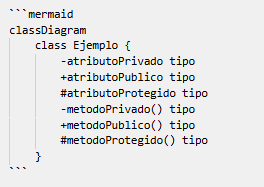 ```mermaid
classDiagram
    class Ejemplo {
        -atributoPrivado tipo
        +atributoPublico tipo
        #atributoProtegido tipo
        -metodoPrivado() tipo
        +metodoPublico() tipo
        #metodoProtegido() tipo
    }
```